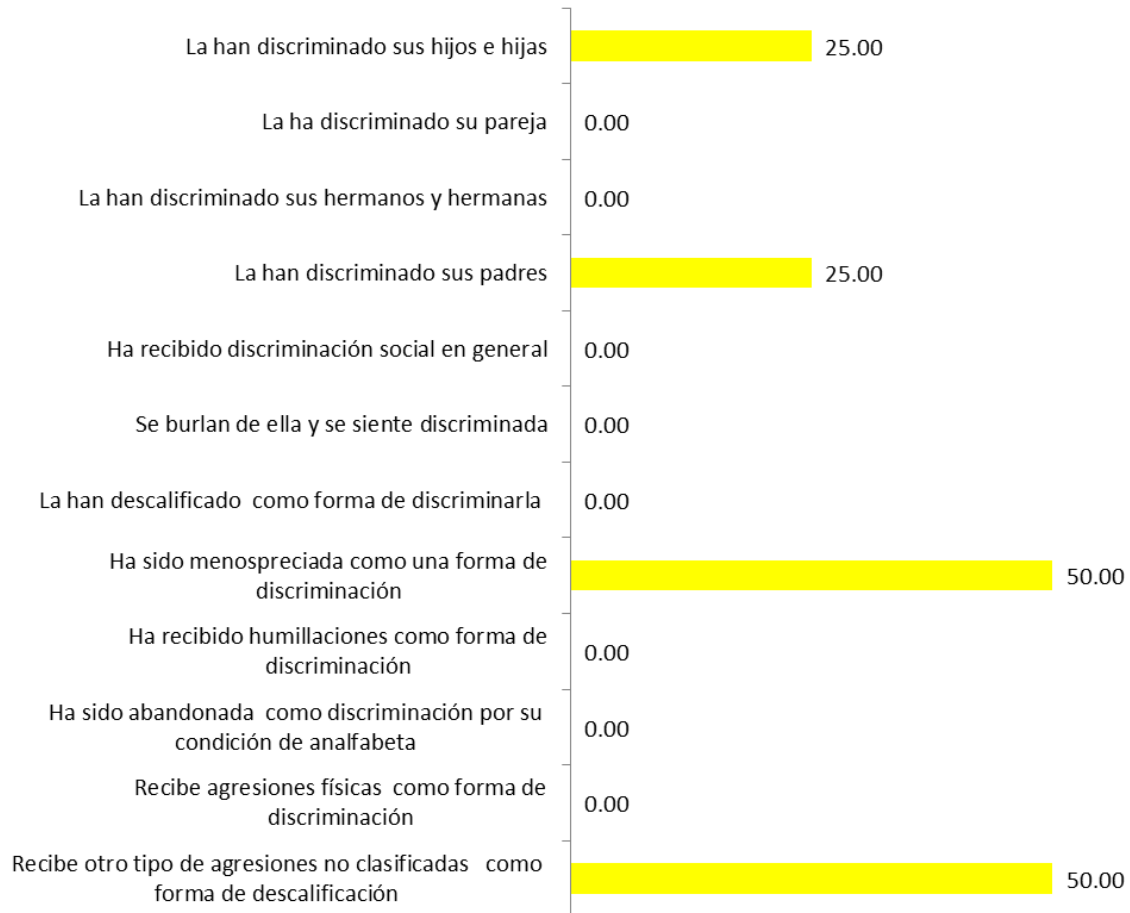 La han discriminado sus hijos e hijas 25.00
La ha discriminado su pareja 0.00
La han discriminado sus hermanos y hermanas 0.00
La han discriminado sus padres 25.00
Ha recibido discriminación social en general 0.00
Se burlan de ella y se siente discriminada 0.00
La han descalificado como forma de discriminarla 0.00
Ha sido menospreciada como una forma de
discriminación 50.00
Ha recibido humillaciones como forma de
discriminación 0.00
Ha sido abandonada como discriminación por su
condición de analfabeta 0.00
Recibe agresiones físicas como forma de
discriminación 0.00
Recibe otro tipo de agresiones no clasificadas como
forma de descalificación 50.00